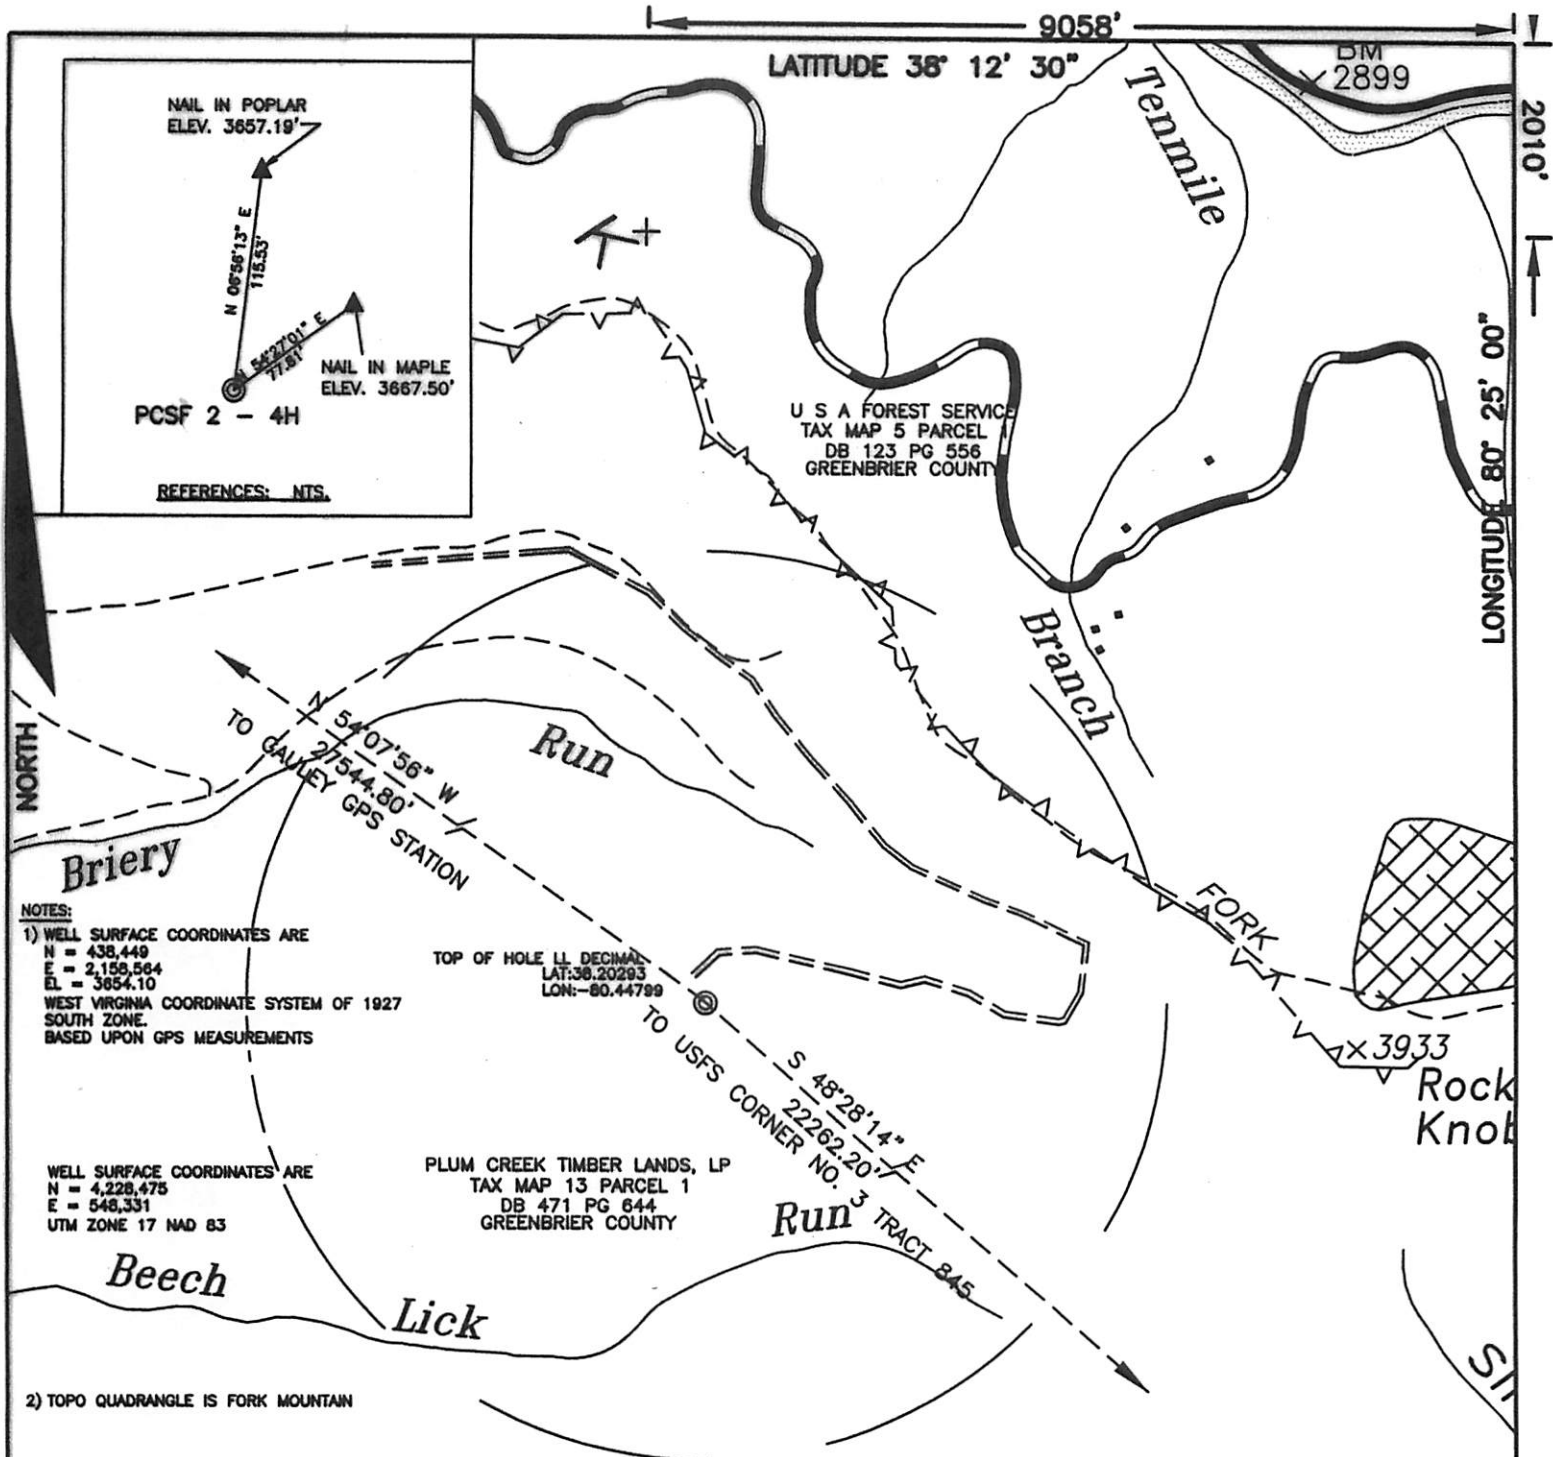 9058'
LATITUDE 38° 12' 30"
BM
2899
2010'
NAIL IN POPLAR
ELEV. 3657.19'
N 06°56'13" E
115.53'
N 54°27'01" E
77.81'
NAIL IN MAPLE
ELEV. 3667.50'
PCSF 2 - 4H
REFERENCES: NTS.
Tenmile
LONGITUDE 80° 25' 00"
U S A FOREST SERVICE
TAX MAP 5 PARCEL 1
DB 123 PG 556
GREENBRIER COUNTY
Branch
NORTH
N 54°07'56" W
27544.80'
TO GAULEY GPS STATION
Run
Briery
FORK
NOTES:
1) WELL SURFACE COORDINATES ARE
N = 438,449
E = 2,158,564
EL = 3654.10
WEST VIRGINIA COORDINATE SYSTEM OF 1927
SOUTH ZONE.
BASED UPON GPS MEASUREMENTS
TOP OF HOLE LL DECIMAL
LAT:38.20293
LON:-80.44799
S 48°28'14" E
22262.20'
TO USFS CORNER NO. 3 TRACT 845
3933
Rock
Knob
WELL SURFACE COORDINATES ARE
N = 4,228,475
E = 548,331
UTM ZONE 17 NAD 83
PLUM CREEK TIMBER LANDS, LP
TAX MAP 13 PARCEL 1
DB 471 PG 644
GREENBRIER COUNTY
Run
Beech
Lick
2) TOPO QUADRANGLE IS FORK MOUNTAIN